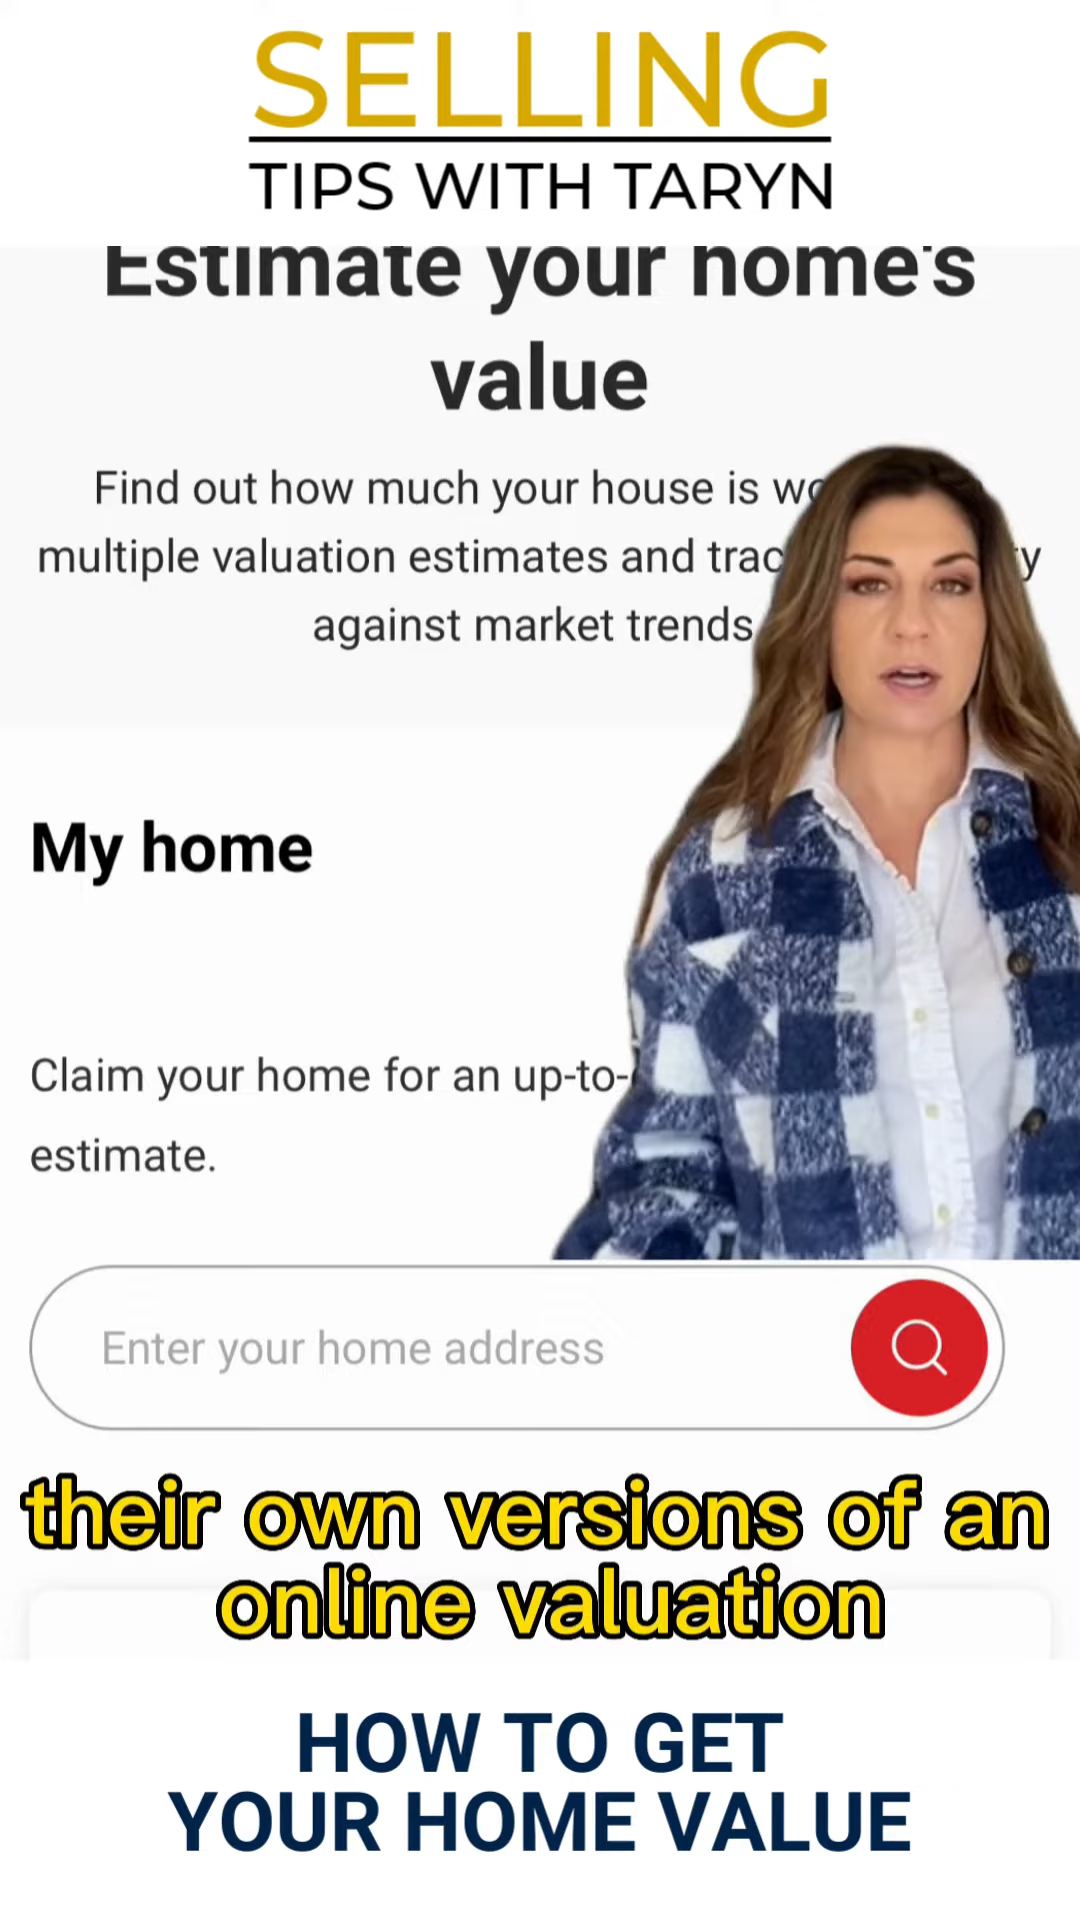 SELLING
TIPS WITH TARYN
Estimate your home's
value
Find out how much your house is
multiple valuation estimates and
against market trends
My home
Claim your home for an up-to-
estimate.
Enter your home address
their own versions of an
online valuation
HOW TO GET
YOUR HOME VALUE